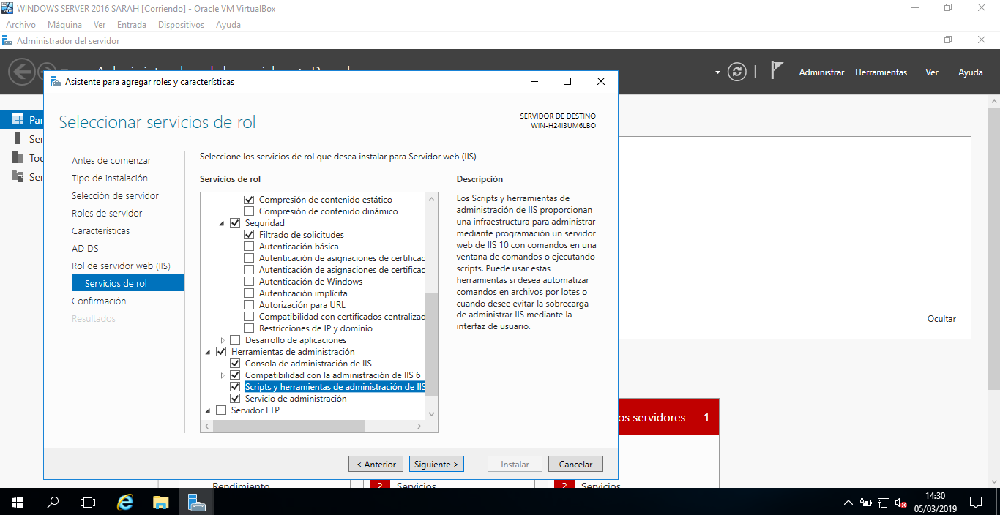 WINDOWS SERVER 2016 SARAH [Corriendo] - Oracle VM VirtualBox
Archivo Máquina Ver Entrada Dispositivos Ayuda
Administrador del servidor
Administrar Herramientas Ver Ayuda
Asistente para agregar roles y características
Seleccionar servicios de rol
SERVIDOR DE DESTINO
WIN-H24I3UM6LBO
Antes de comenzar
Tipo de instalación
Selección de servidor
Roles de servidor
Características
AD DS
Rol de servidor web (IIS)
Servicios de rol
Confirmación
Resultados
Seleccione los servicios de rol que desea instalar para Servidor web (IIS)
Servicios de rol
Compresión de contenido estático
Compresión de contenido dinámico
Seguridad
Filtrado de solicitudes
Autenticación básica
Autenticación de asignaciones de certificad
Autenticación de asignaciones de certificad
Autenticación de Windows
Autenticación implícita
Autorización para URL
Compatibilidad con certificados centralizad
Restricciones de IP y dominio
Desarrollo de aplicaciones
Herramientas de administración
Consola de administración de IIS
Compatibilidad con la administración de IIS 6
Scripts y herramientas de administración de IIS
Servicio de administración
Servidor FTP
Descripción
Los Scripts y herramientas de
administración de IIS proporcionan
una infraestructura para administrar
mediante programación un servidor
web de IIS 10 con comandos en una
ventana de comandos o ejecutando
scripts. Puede usar estas
herramientas si desea automatizar
comandos en archivos por lotes o
cuando desee evitar la sobrecarga
de administrar IIS mediante la
interfaz de usuario.
< Anterior Siguiente > Instalar Cancelar
Par
Ser
Tod
Ser
Ocultar
os servidores 1
Rendimiento 2 Servicios 2 Servicios
14:30
05/03/2019